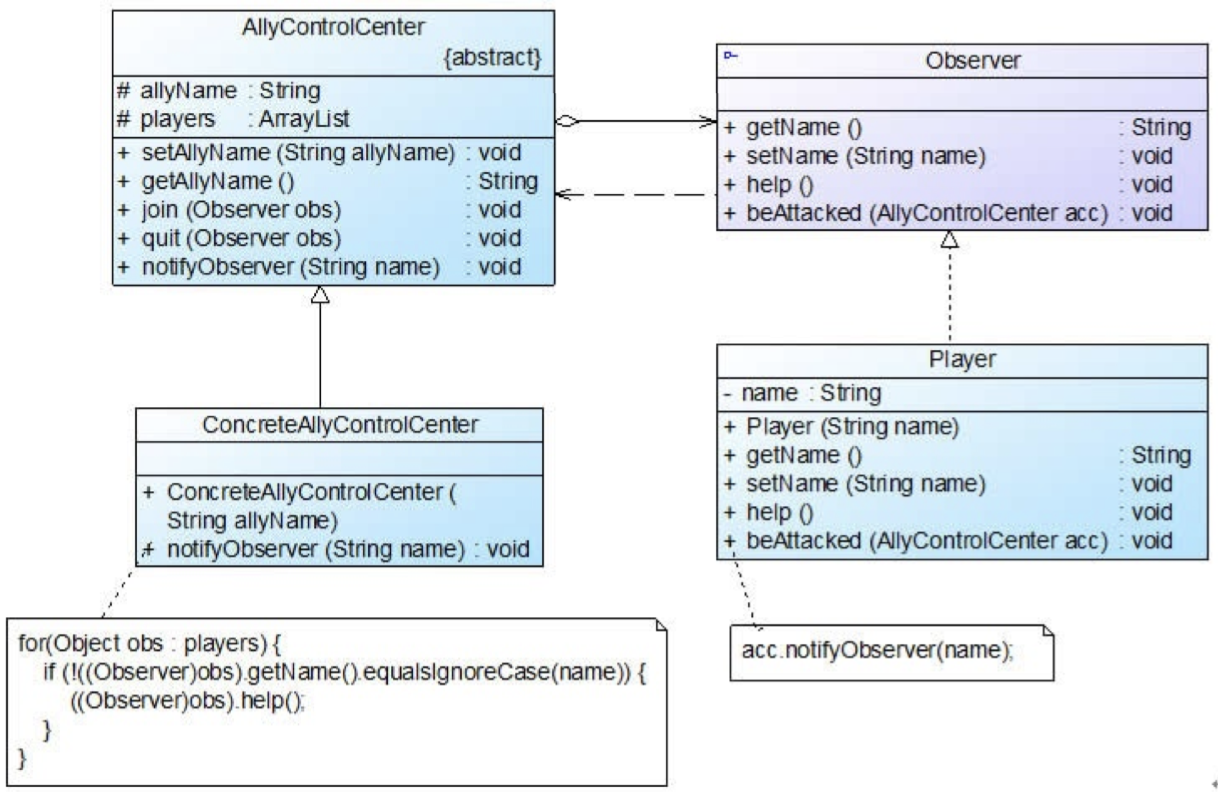 AllyControlCenter
{abstract}
# allyName : String
# players : ArrayList
+ setAllyName (String allyName) : void
+ getAllyName () : String
+ join (Observer obs) : void
+ quit (Observer obs) : void
+ notifyObserver (String name) : void
Observer
+ getName () : String
+ setName (String name) : void
+ help () : void
+ beAttacked (AllyControlCenter acc) : void
ConcreteAllyControlCenter
+ ConcreteAllyControlCenter (
String allyName)
+ notifyObserver (String name) : void
Player
- name : String
+ Player (String name)
+ getName () : String
+ setName (String name) : void
+ help () : void
+ beAttacked (AllyControlCenter acc) : void
for(Object obs : players) {
if (!((Observer)obs).getName().equalsIgnoreCase(name)) {
((Observer)obs).help();
}
}
acc.notifyObserver(name);